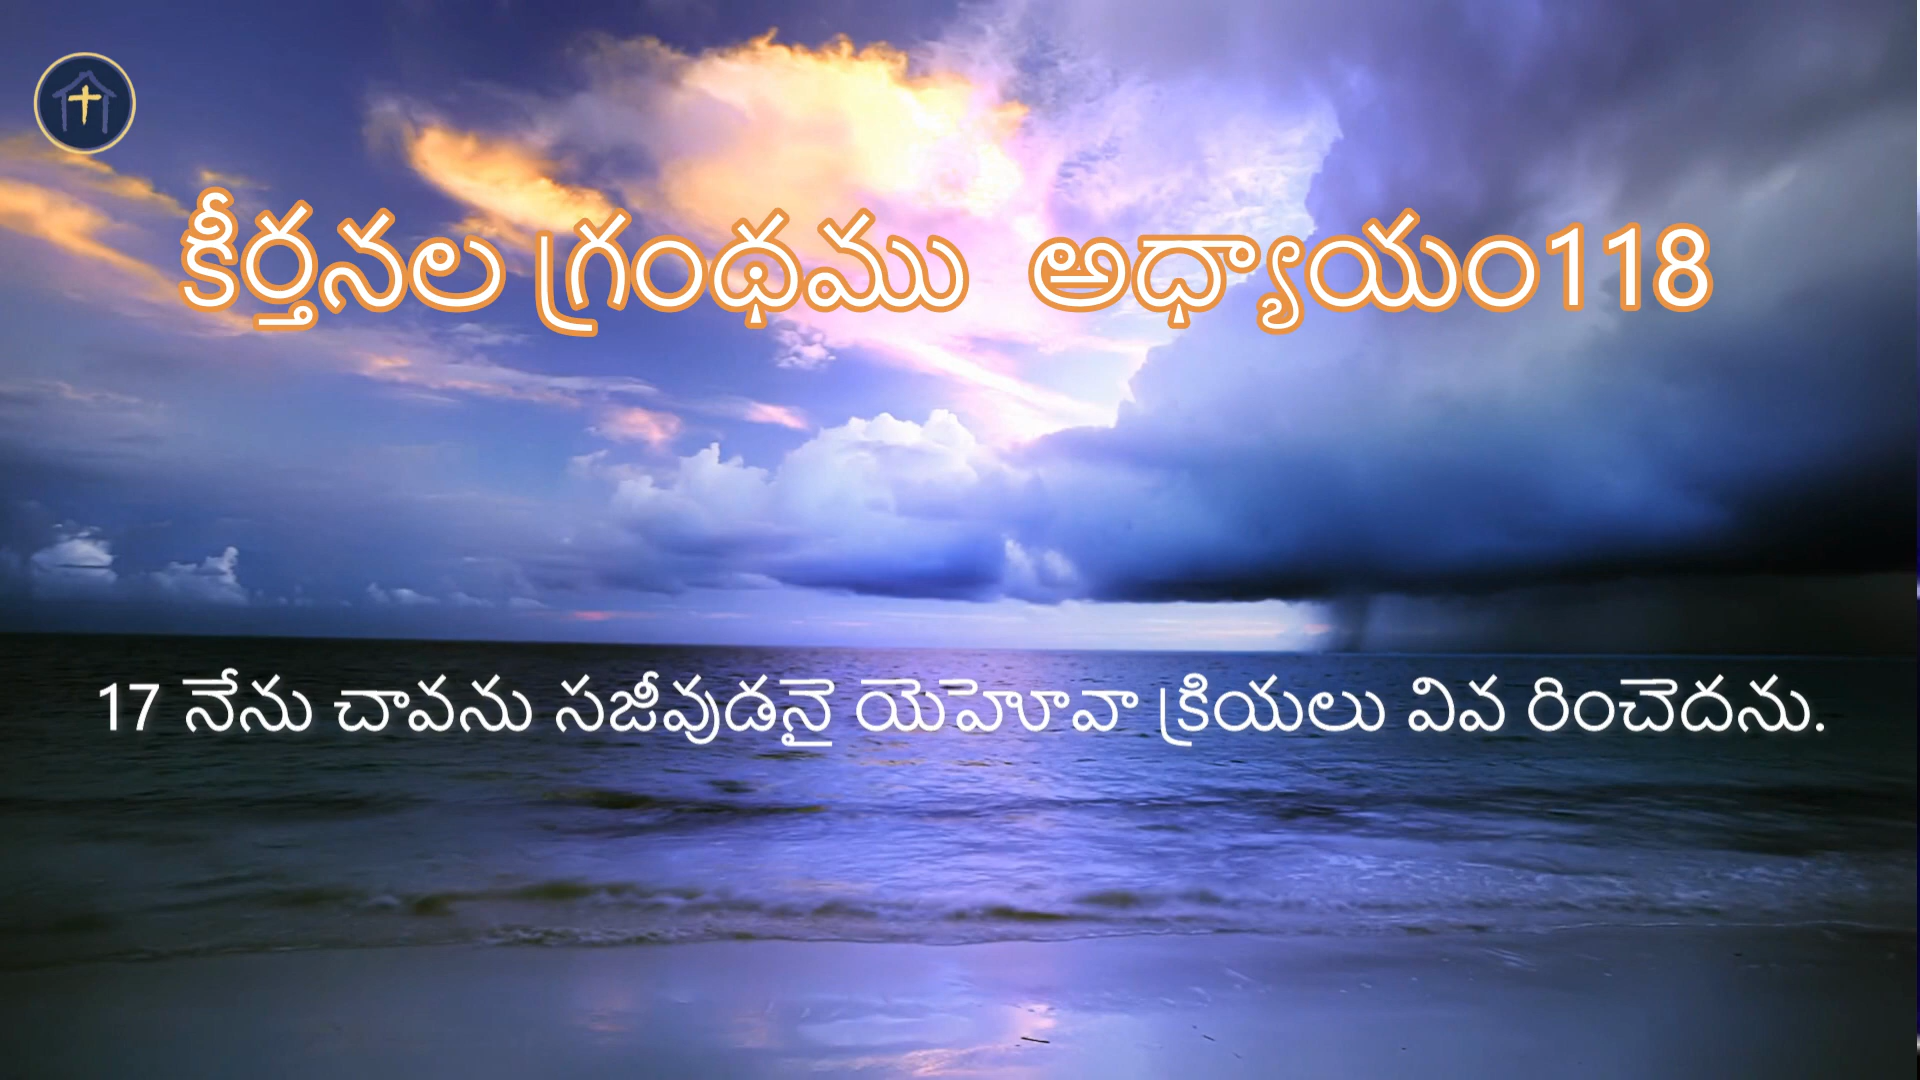 కీర్తనల గ్రంథము అధ్యాయం118
17 నేను చావను సజీవుడనై యెహోవా క్రియలు వివ రించెదను.